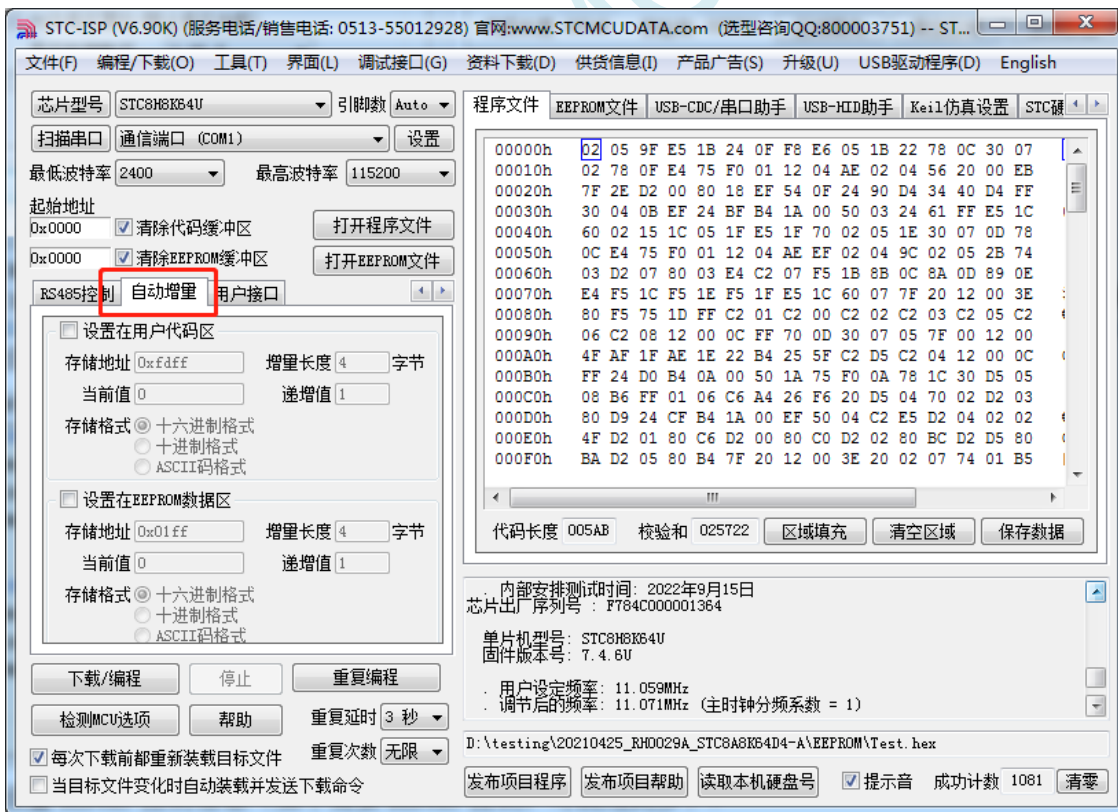 STC-ISP (V6.90K) (服务电话/销售电话: 0513-55012928) 官网:www.STCMCUDATA.com (选型咨询QQ:800003751) -- ST...
文件(F) 编程/下载(O) 工具(T) 界面(L) 调试接口(G) 资料下载(D) 供货信息(I) 产品广告(S) 升级(U) USB驱动程序(D) English
芯片型号 STC8H8K64U 引脚数 Auto
扫描串口 通信端口 (COM1) 设置
最低波特率 2400 最高波特率 115200
起始地址
0x0000 清除代码缓冲区 打开程序文件
0x0000 清除EEPROM缓冲区 打开EEPROM文件
RS485控制 自动增量 用户接口
设置在用户代码区
存储地址 0xfdff 增量长度 4 字节
当前值 0 递增值 1
存储格式 十六进制格式
十进制格式
ASCII码格式
设置在EEPROM数据区
存储地址 0x01ff 增量长度 4 字节
当前值 0 递增值 1
存储格式 十六进制格式
十进制格式
ASCII码格式
下载/编程 停止 重复编程
检测MCU选项 帮助 重复延时 3 秒
每次下载前都重新装载目标文件 重复次数 无限
当目标文件变化时自动装载并发送下载命令
程序文件 EEPROM文件 USB-CDC/串口助手 USB-HID助手 Keil仿真设置 STC硬
00000h 02 05 9F E5 1B 24 0F F8 E6 05 1B 22 78 0C 30 07
00010h 02 78 0F E4 75 F0 01 12 04 AE 02 04 56 20 00 EB
00020h 7F 2E D2 00 80 18 EF 54 0F 24 90 D4 34 40 D4 FF
00030h 30 04 0B EF 24 BF B4 1A 00 50 03 24 61 FF E5 1C
00040h 60 02 15 1C 05 1F E5 1F 70 02 05 1E 30 07 0D 78
00050h 0C E4 75 F0 01 12 04 AE EF 02 04 9C 02 05 2B 74
00060h 03 D2 07 80 03 E4 C2 07 F5 1B 8B 0C 8A 0D 89 0E
00070h E4 F5 1C F5 1E F5 1F E5 1C 60 07 7F 20 12 00 3E
00080h 80 F5 75 1D FF C2 01 C2 00 C2 02 C2 03 C2 05 C2
00090h 06 C2 08 12 00 0C FF 70 0D 30 07 05 7F 00 12 00
000A0h 4F AF 1F AE 1E 22 B4 25 5F C2 D5 C2 04 12 00 0C
000B0h FF 24 D0 B4 0A 00 50 1A 75 F0 0A 78 1C 30 D5 05
000C0h 08 B6 FF 01 06 C6 A4 26 F6 20 D5 04 70 02 D2 03
000D0h 80 D9 24 CF B4 1A 00 EF 50 04 C2 E5 D2 04 02 02
000E0h 4F D2 01 80 C6 D2 00 80 C0 D2 02 80 BC D2 D5 80
000F0h BA D2 05 80 B4 7F 20 12 00 3E 20 02 07 74 01 B5
代码长度 005AB 校验和 025722 区域填充 清空区域 保存数据
. 内部安排测试时间: 2022年9月15日
芯片出厂序列号 : F784C000001364
单片机型号: STC8H8K64U
固件版本号: 7.4.6U
. 用户设定频率: 11.059MHz
. 调节后的频率: 11.071MHz (主时钟分频系数 = 1)
D:\testing\20210425_RH0029A_STC8A8K64D4-A\EEPROM\Test.hex
发布项目程序 发布项目帮助 读取本机硬盘号 提示音 成功计数 1081 清零